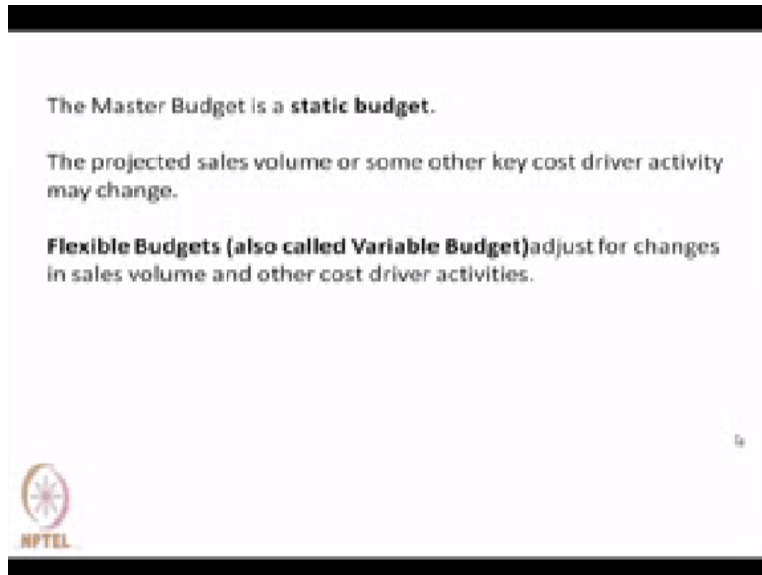 The Master Budget is a static budget.
The projected sales volume or some other key cost driver activity
may change.
Flexible Budgets (also called Variable Budget)adjust for changes
in sales volume and other cost driver activities.
NPTEL